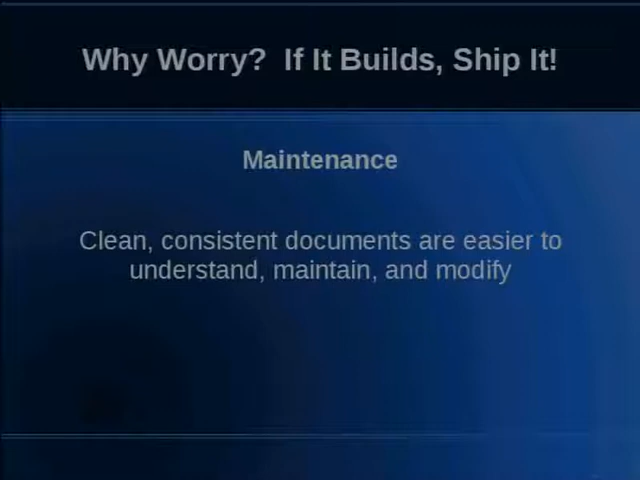 Why Worry?  If It Builds, Ship It!
Maintenance
Clean, consistent documents are easier to
understand, maintain, and modify